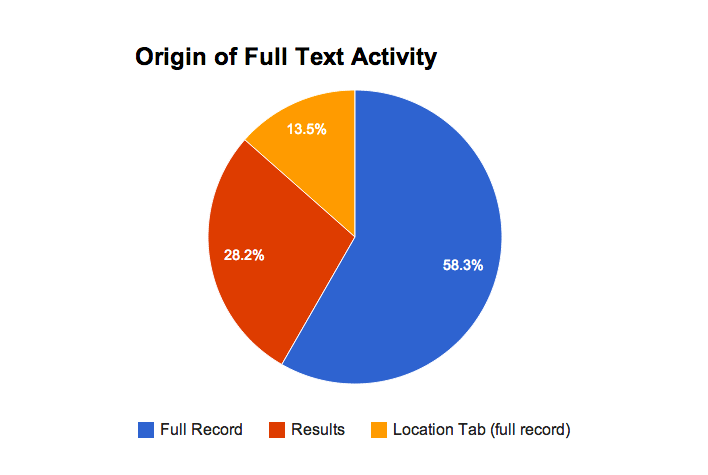 Origin of Full Text Activity
13.5%
28.2%
58.3%
Full Record Results Location Tab (full record)